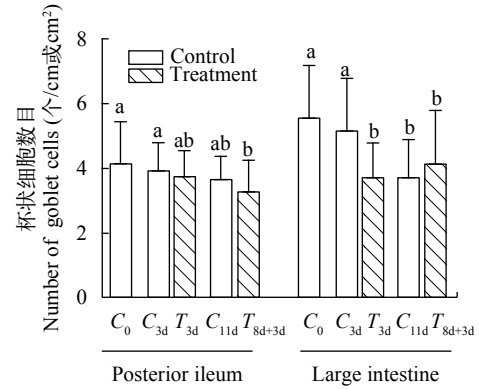 杯状细胞数目
Number of goblet cells (个/cm或cm²)
8
6
4
2
0
Control
Treatment
a a ab ab b
a a b b b
C₀ C₃d T₃d C₁₁d T₈d+₃d
C₀ C₃d T₃d C₁₁d T₈d+₃d
Posterior ileum
Large intestine